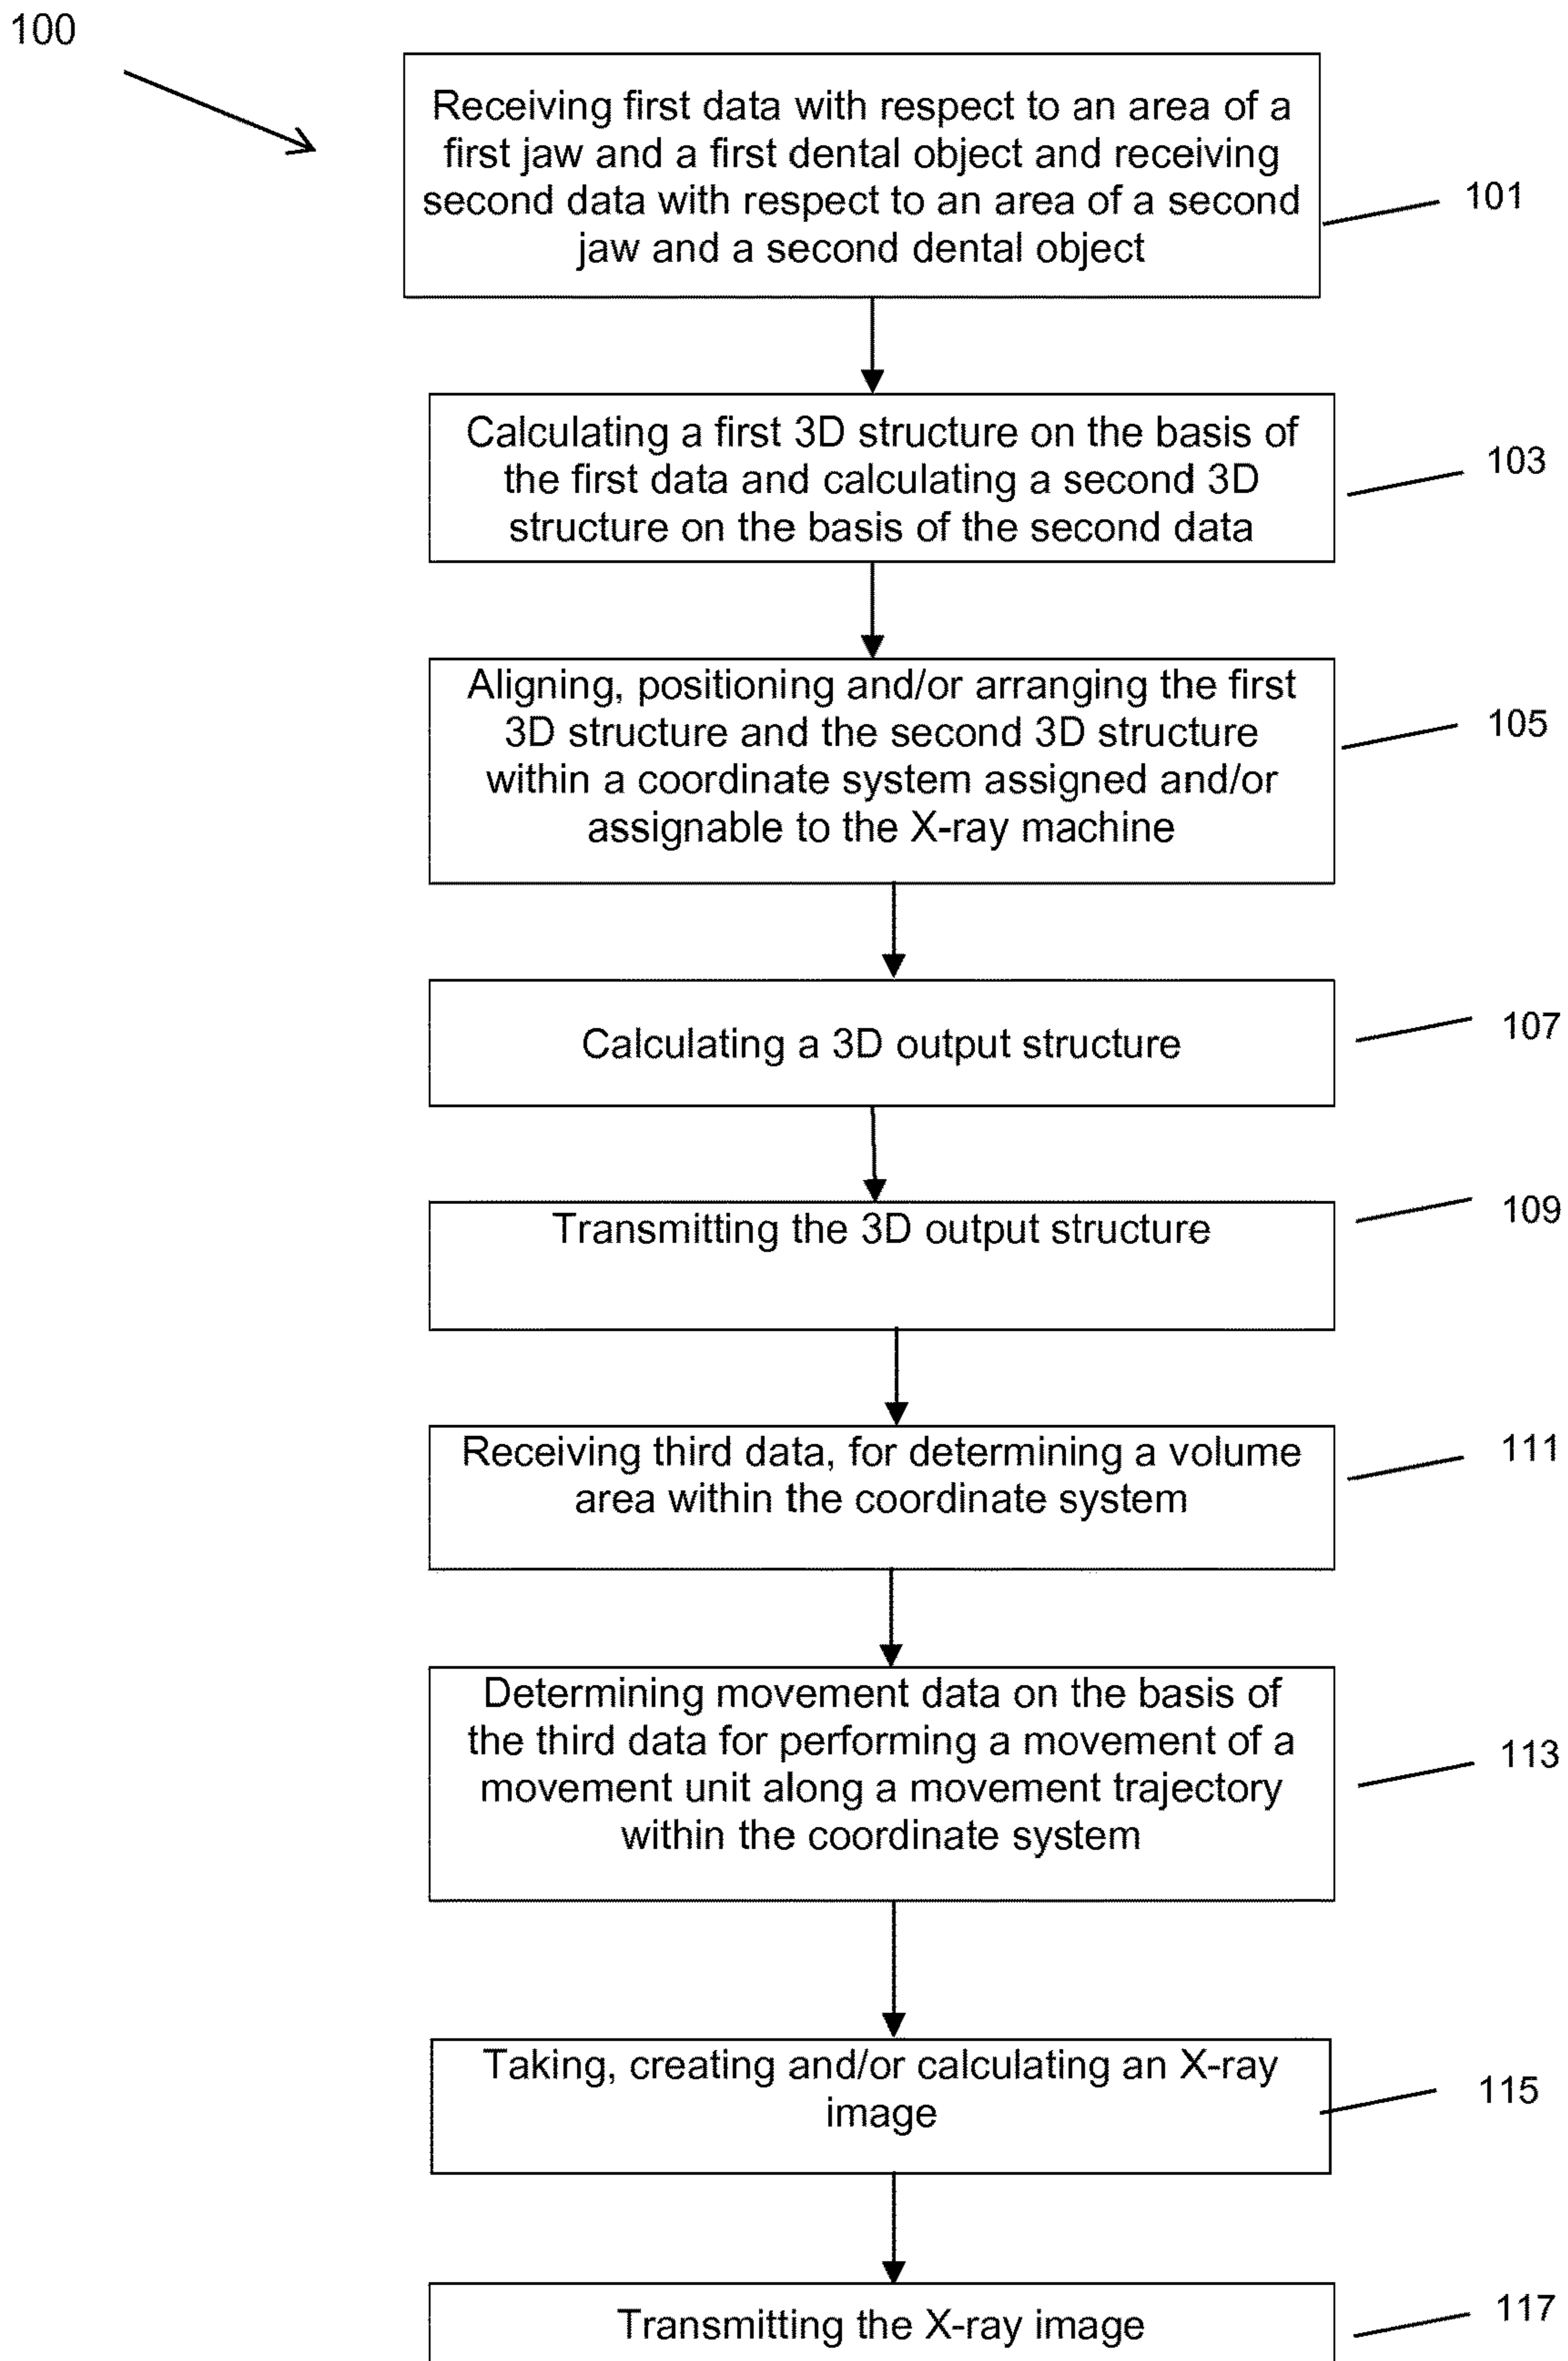 100
Receiving first data with respect to an area of a
first jaw and a first dental object and receiving
second data with respect to an area of a second
jaw and a second dental object
101
Calculating a first 3D structure on the basis of
the first data and calculating a second 3D
structure on the basis of the second data
103
Aligning, positioning and/or arranging the first
3D structure and the second 3D structure
within a coordinate system assigned and/or
assignable to the X-ray machine
105
Calculating a 3D output structure
107
Transmitting the 3D output structure
109
Receiving third data, for determining a volume
area within the coordinate system
111
Determining movement data on the basis of
the third data for performing a movement of a
movement unit along a movement trajectory
within the coordinate system
113
Taking, creating and/or calculating an X-ray
image
115
Transmitting the X-ray image
117